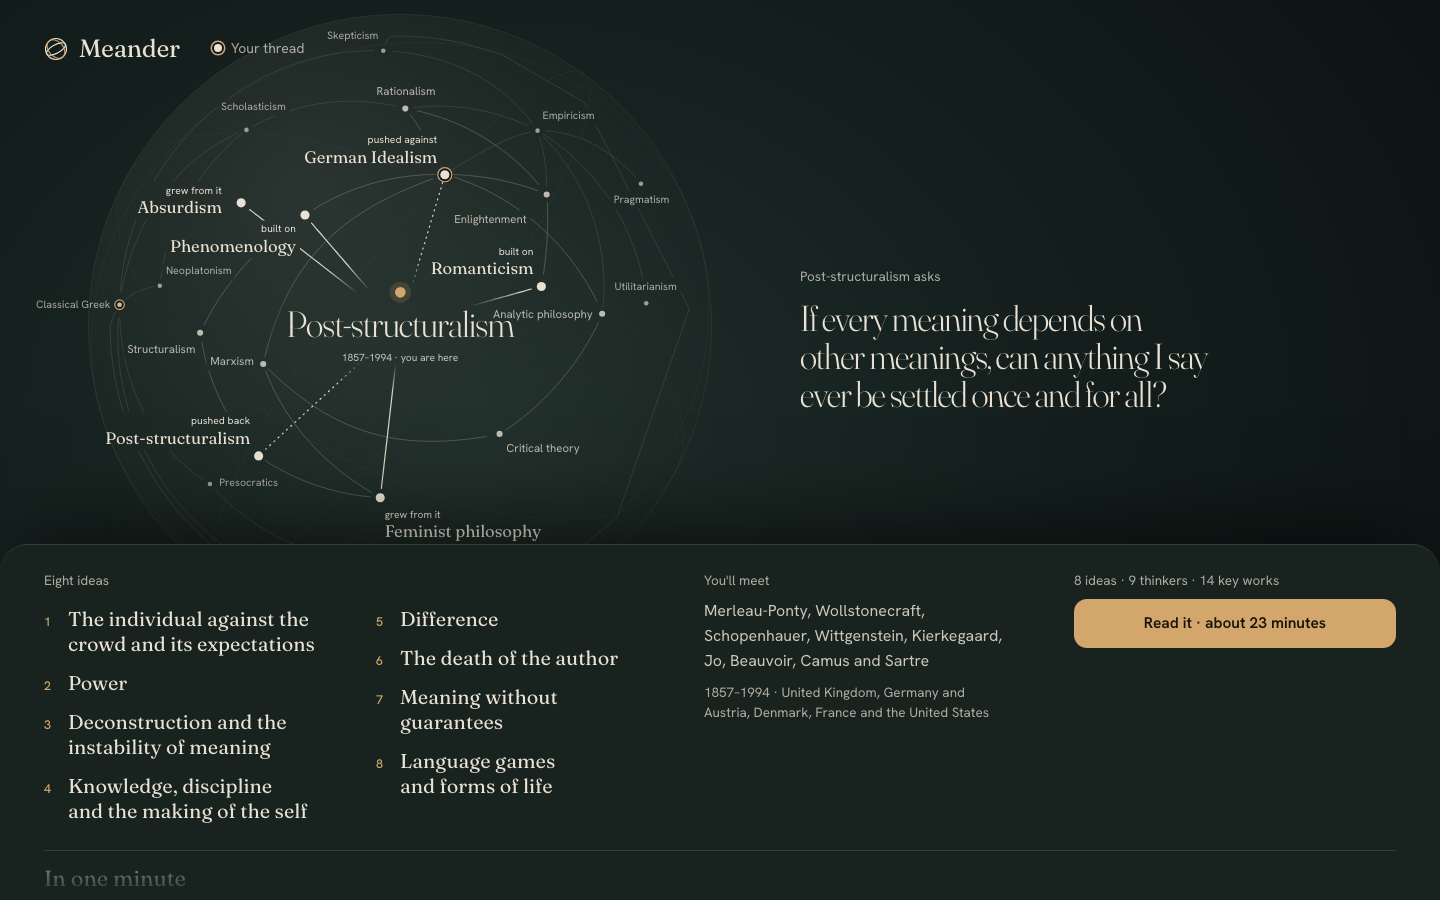 Meander
Your thread
Skepticism
Rationalism
Scholasticism
Empiricism
pushed against
German Idealism
grew from it
Absurdism
Pragmatism
Enlightenment
built on
Phenomenology
built on
Romanticism
Neoplatonism
Utilitarianism
Classical Greek
Analytic philosophy
Post-structuralism
1857–1994 · you are here
Structuralism
Marxism
pushed back
Post-structuralism
Critical theory
Presocratics
grew from it
Feminist philosophy
Post-structuralism asks
If every meaning depends on
other meanings, can anything I say
ever be settled once and for all?
Eight ideas
1 The individual against the
crowd and its expectations
2 Power
3 Deconstruction and the
instability of meaning
4 Knowledge, discipline
and the making of the self
5 Difference
6 The death of the author
7 Meaning without
guarantees
8 Language games
and forms of life
You'll meet
Merleau-Ponty, Wollstonecraft,
Schopenhauer, Wittgenstein, Kierkegaard,
Jo, Beauvoir, Camus and Sartre
1857–1994 · United Kingdom, Germany and
Austria, Denmark, France and the United States
8 ideas · 9 thinkers · 14 key works
Read it · about 23 minutes
In one minute